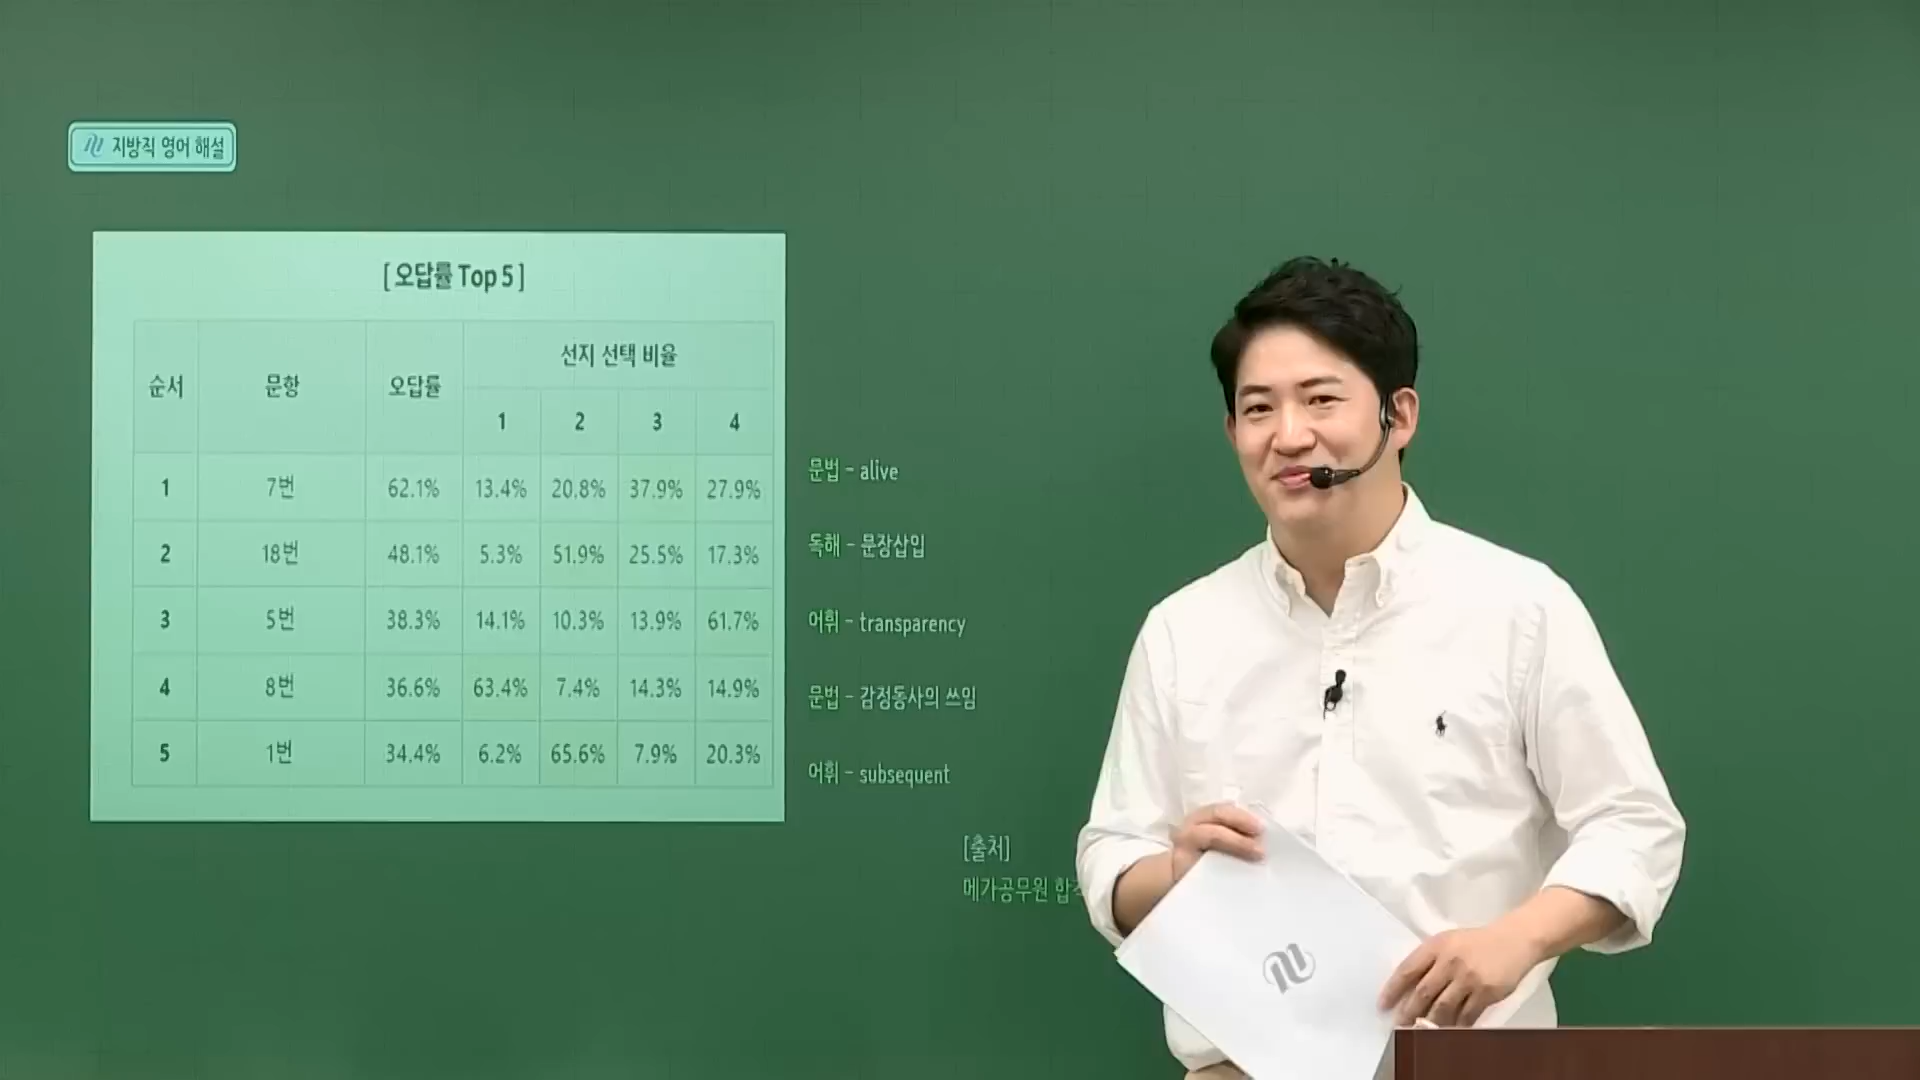 지방직 영어 해설
[ 오답률 Top 5 ]
순서 문항 오답률 선지 선택 비율
1 2 3 4
1 7번 62.1% 13.4% 20.8% 37.9% 27.9%
문법 - alive
2 18번 48.1% 5.3% 51.9% 25.5% 17.3%
독해 - 문장삽입
3 5번 38.3% 14.1% 10.3% 13.9% 61.7%
어휘 - transparency
4 8번 36.6% 63.4% 7.4% 14.3% 14.9%
문법 - 감정동사의 쓰임
5 1번 34.4% 6.2% 65.6% 7.9% 20.3%
어휘 - subsequent
[출처]
메가공무원